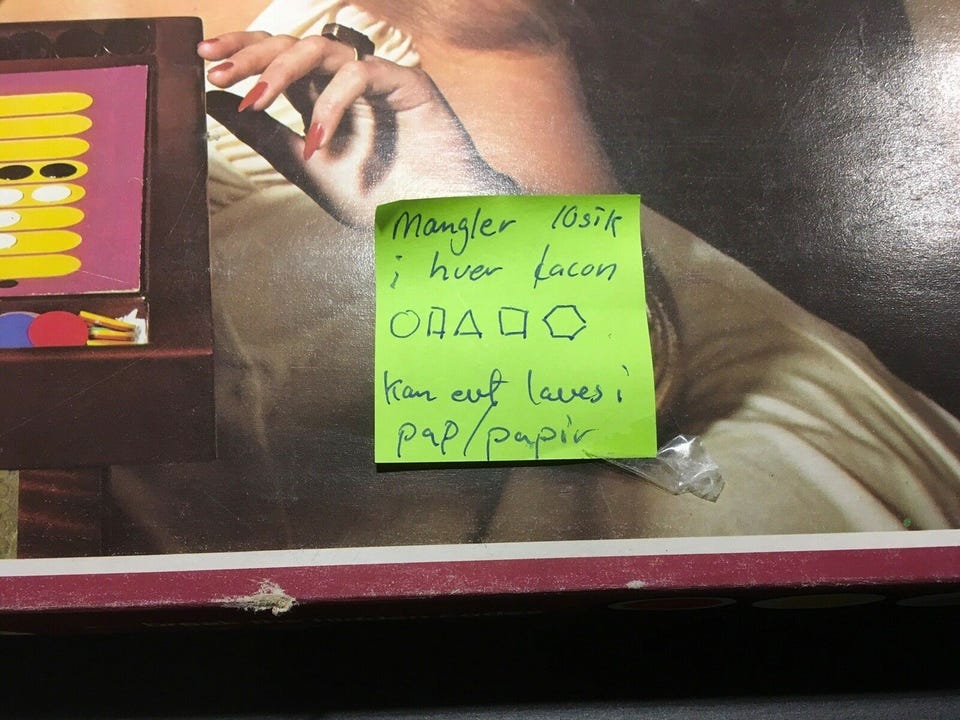 Mangler 10stk
i hver facon
kan evt laves i
pap/papir